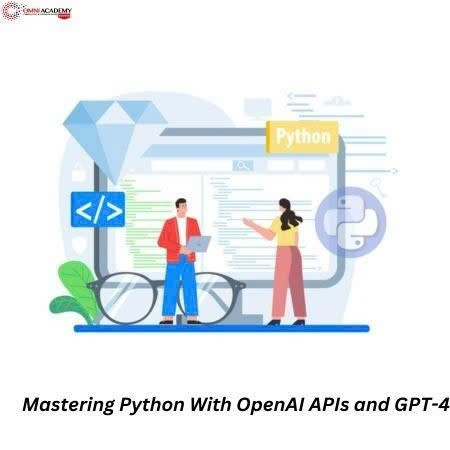 OMNI ACADEMY
Python
</>
Mastering Python With OpenAI APIs and GPT-4